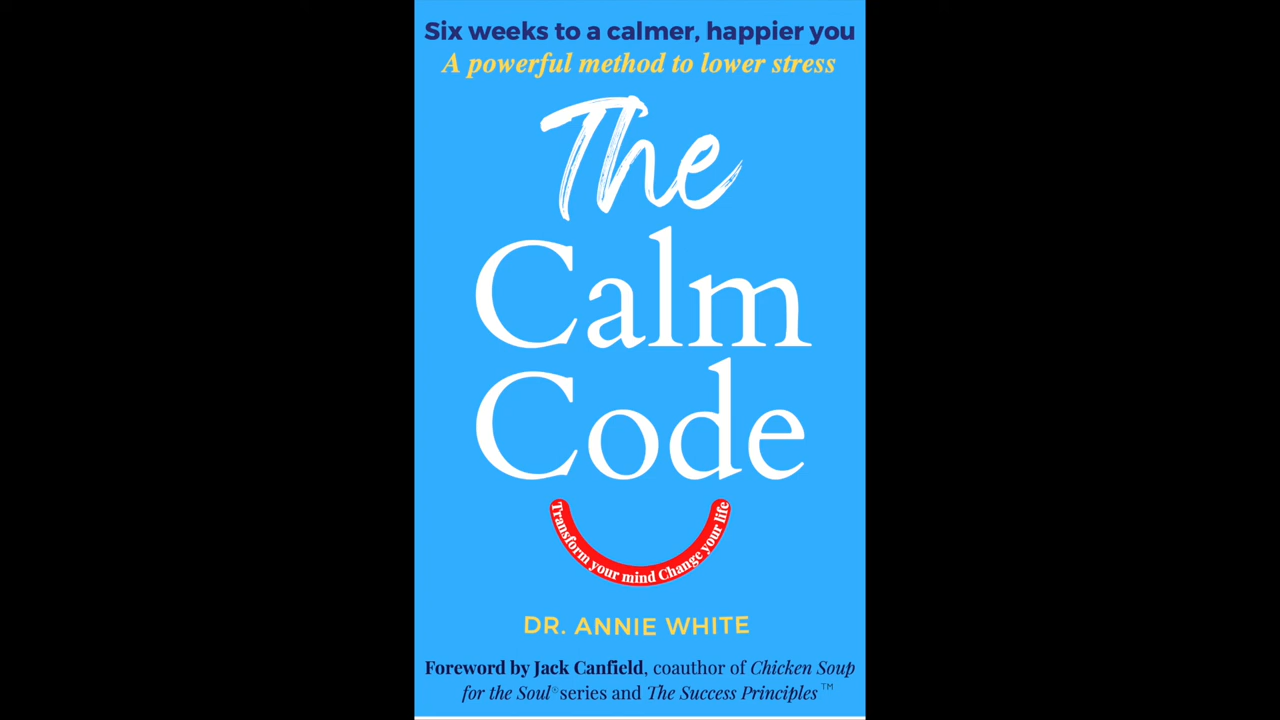 Six weeks to a calmer, happier you
A powerful method to lower stress
The
Calm
Code
Transform your mind Change your life
DR. ANNIE WHITE
Foreword by Jack Canfield, coauthor of Chicken Soup
for the Soul® series and The Success Principles™